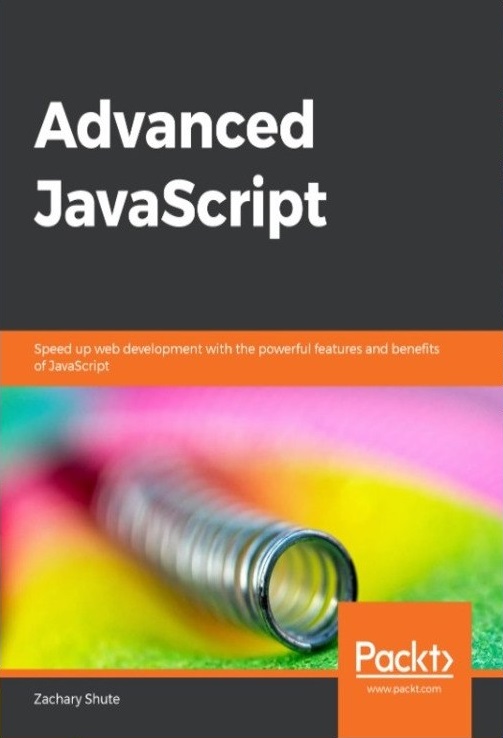 Advanced
JavaScript
Speed up web development with the powerful features and benefits
of JavaScript
Packt>
www.packt.com
Zachary Shute